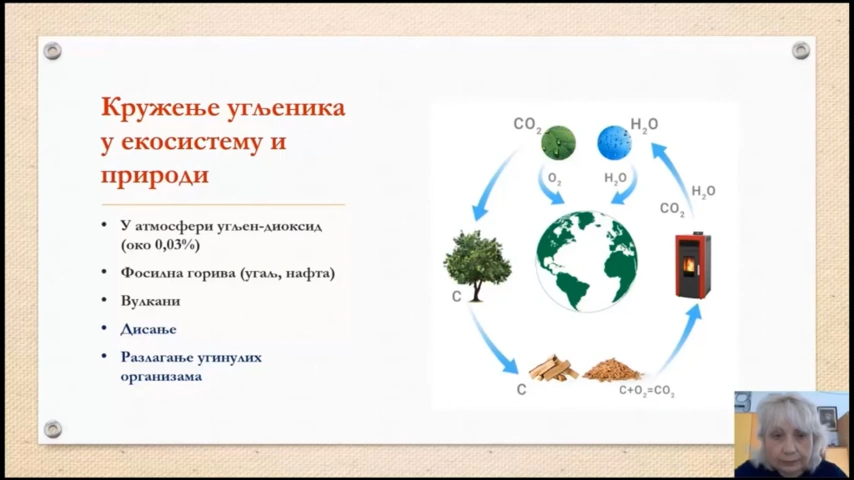 Кружење угљеника
у екосистему и
природи
• У атмосфери угљен-диоксид
(око 0,03%)
• Фосилна горива (угаљ, нафта)
• Вулкани
• Дисање
• Разлагање угинулих
организама
CO₂
H₂O
O₂
H₂O
H₂O
CO₂
C
C
C+O₂=CO₂